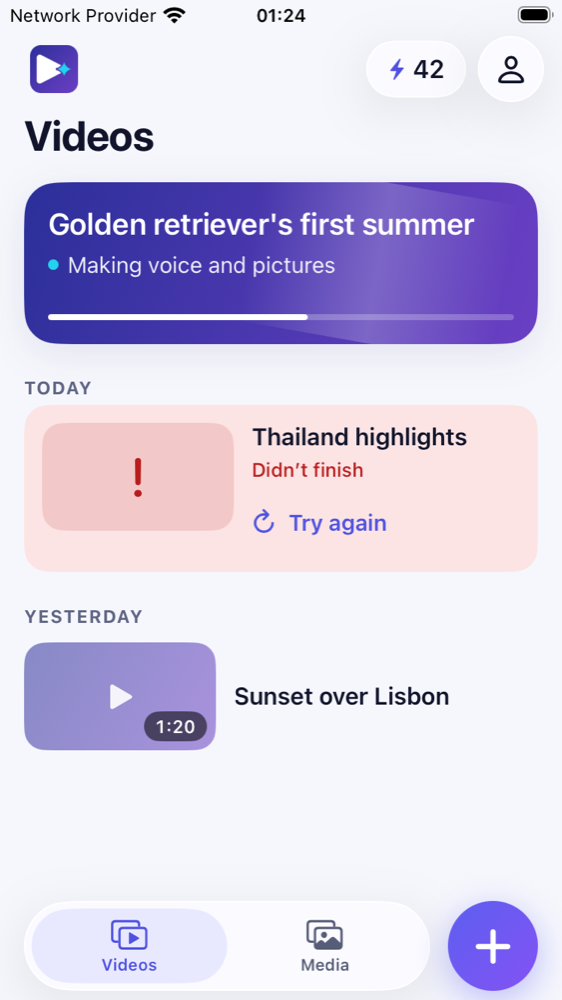 Network Provider 01:24
42
Videos
Golden retriever's first summer
Making voice and pictures
TODAY
Thailand highlights
Didn’t finish
Try again
YESTERDAY
1:20
Sunset over Lisbon
Videos
Media